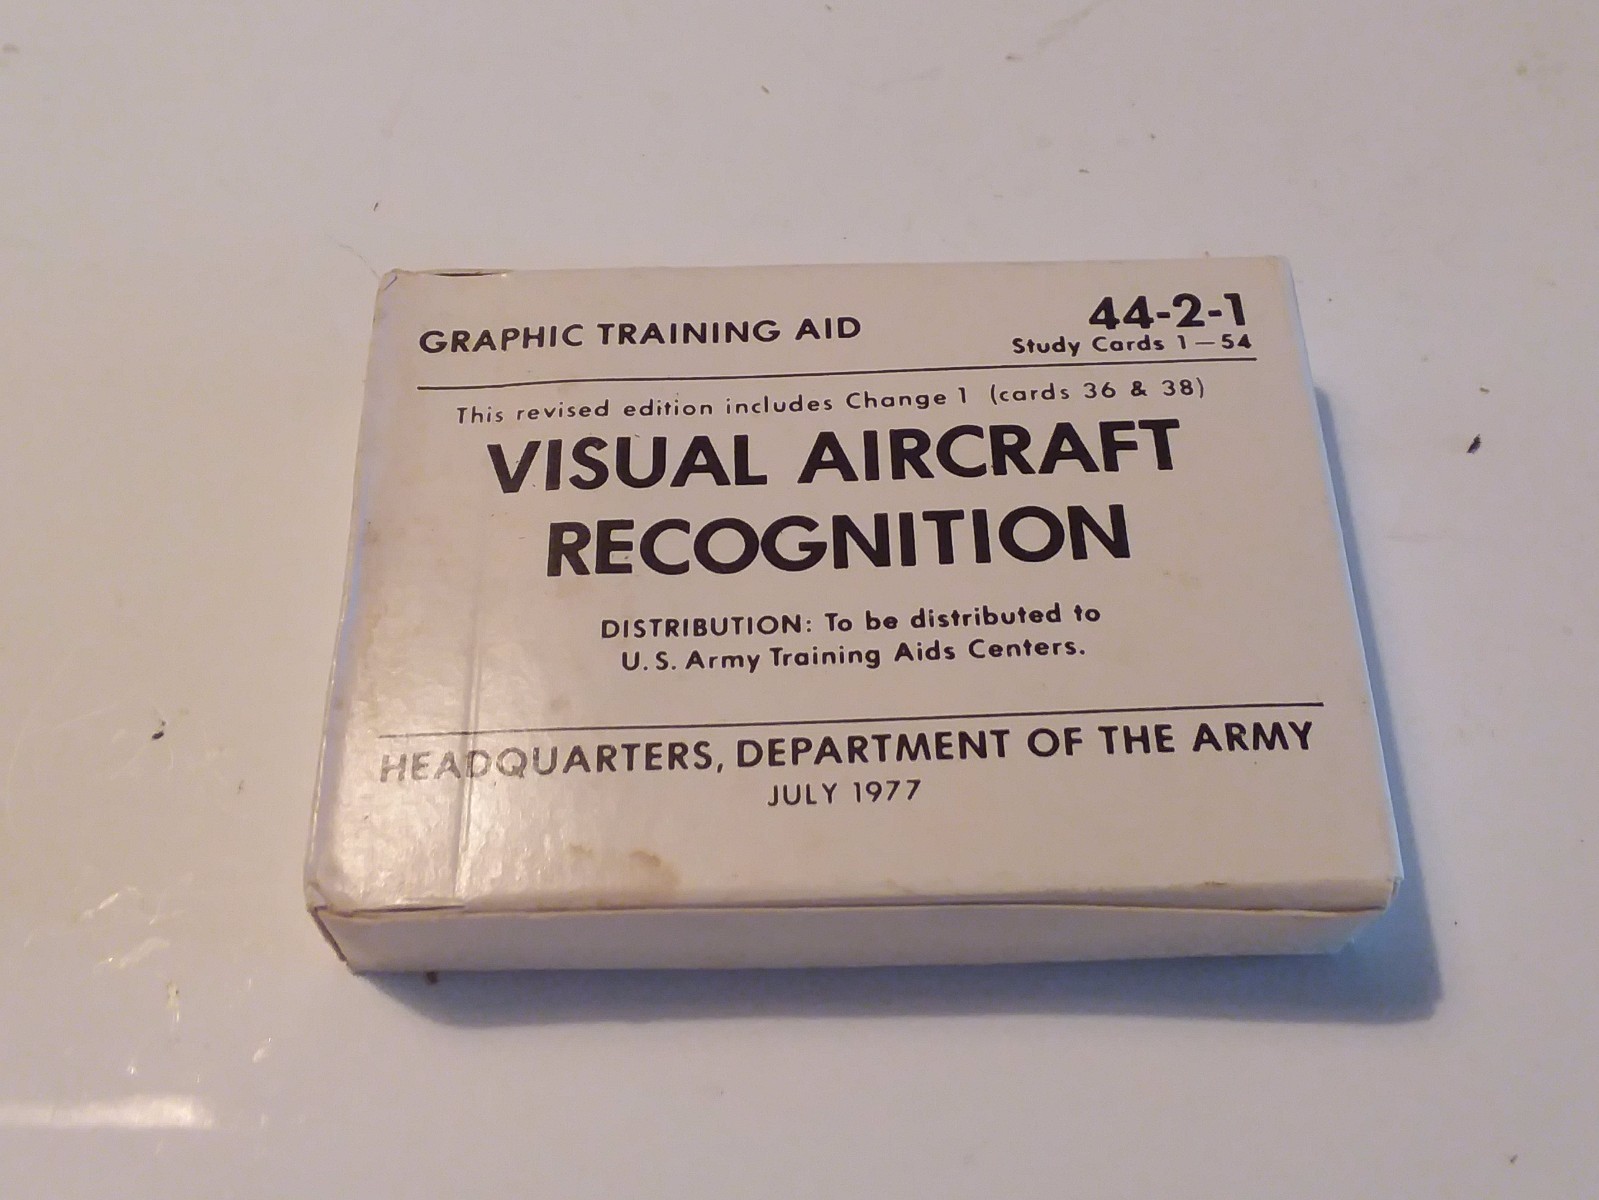 GRAPHIC TRAINING AID
44-2-1
Study Cards 1—54
This revised edition includes Change 1 (cards 36 & 38)
VISUAL AIRCRAFT
RECOGNITION
DISTRIBUTION: To be distributed to
U. S. Army Training Aids Centers.
HEADQUARTERS, DEPARTMENT OF THE ARMY
JULY 1977